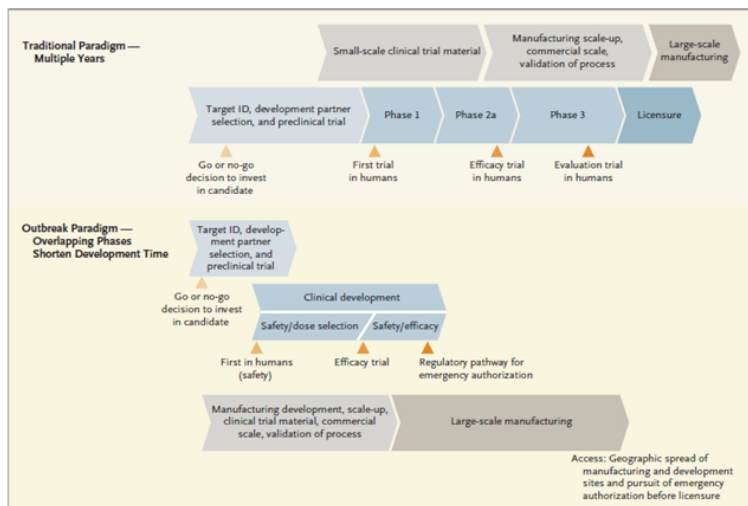 Traditional Paradigm —
Multiple Years
Small-scale clinical trial material
Manufacturing scale-up,
commercial scale,
validation of process
Large-scale
manufacturing
Target ID, development partner
selection, and preclinical trial
Phase 1
Phase 2a
Phase 3
Licensure
Go or no-go
decision to invest
in candidate
First trial
in humans
Efficacy trial
in humans
Evaluation trial
in humans
Outbreak Paradigm —
Overlapping Phases
Shorten Development Time
Target ID, develop-
ment partner
selection, and
preclinical trial
Go or no-go
decision to invest
in candidate
Clinical development
Safety/dose selection
Safety/efficacy
First in humans
(safety)
Efficacy trial
Regulatory pathway for
emergency authorization
Manufacturing development, scale-up,
clinical trial material, commercial
scale, validation of process
Large-scale manufacturing
Access: Geographic spread of
manufacturing and development
sites and pursuit of emergency
authorization before licensure